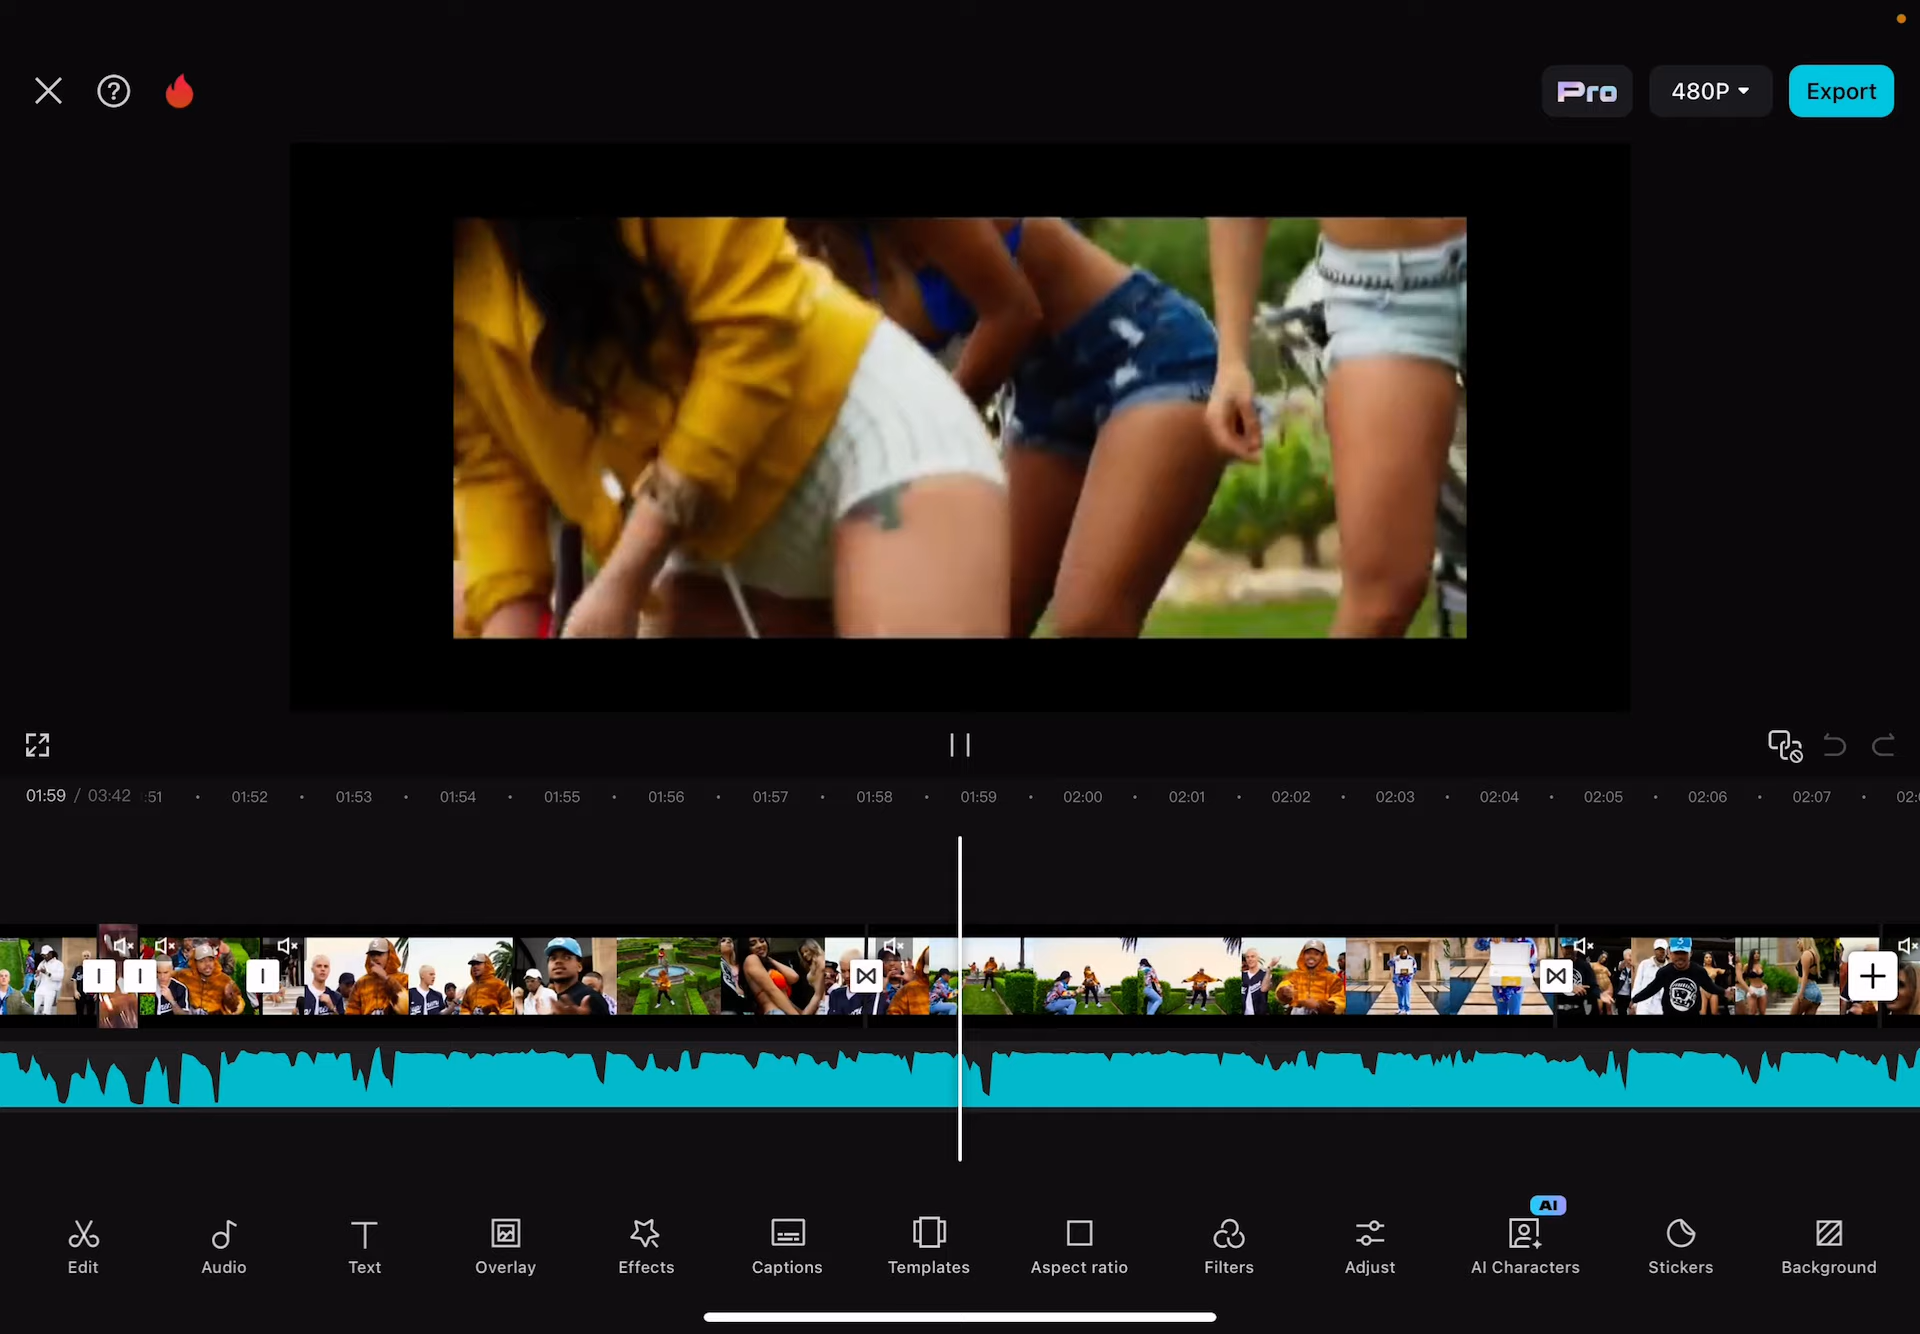 Pro
480P
Export
01:59 / 03:42
:51
01:52
01:53
01:54
01:55
01:56
01:57
01:58
01:59
02:00
02:01
02:02
02:03
02:04
02:05
02:06
02:07
02:
AI
Edit
Audio
Text
Overlay
Effects
Captions
Templates
Aspect ratio
Filters
Adjust
AI Characters
Stickers
Background